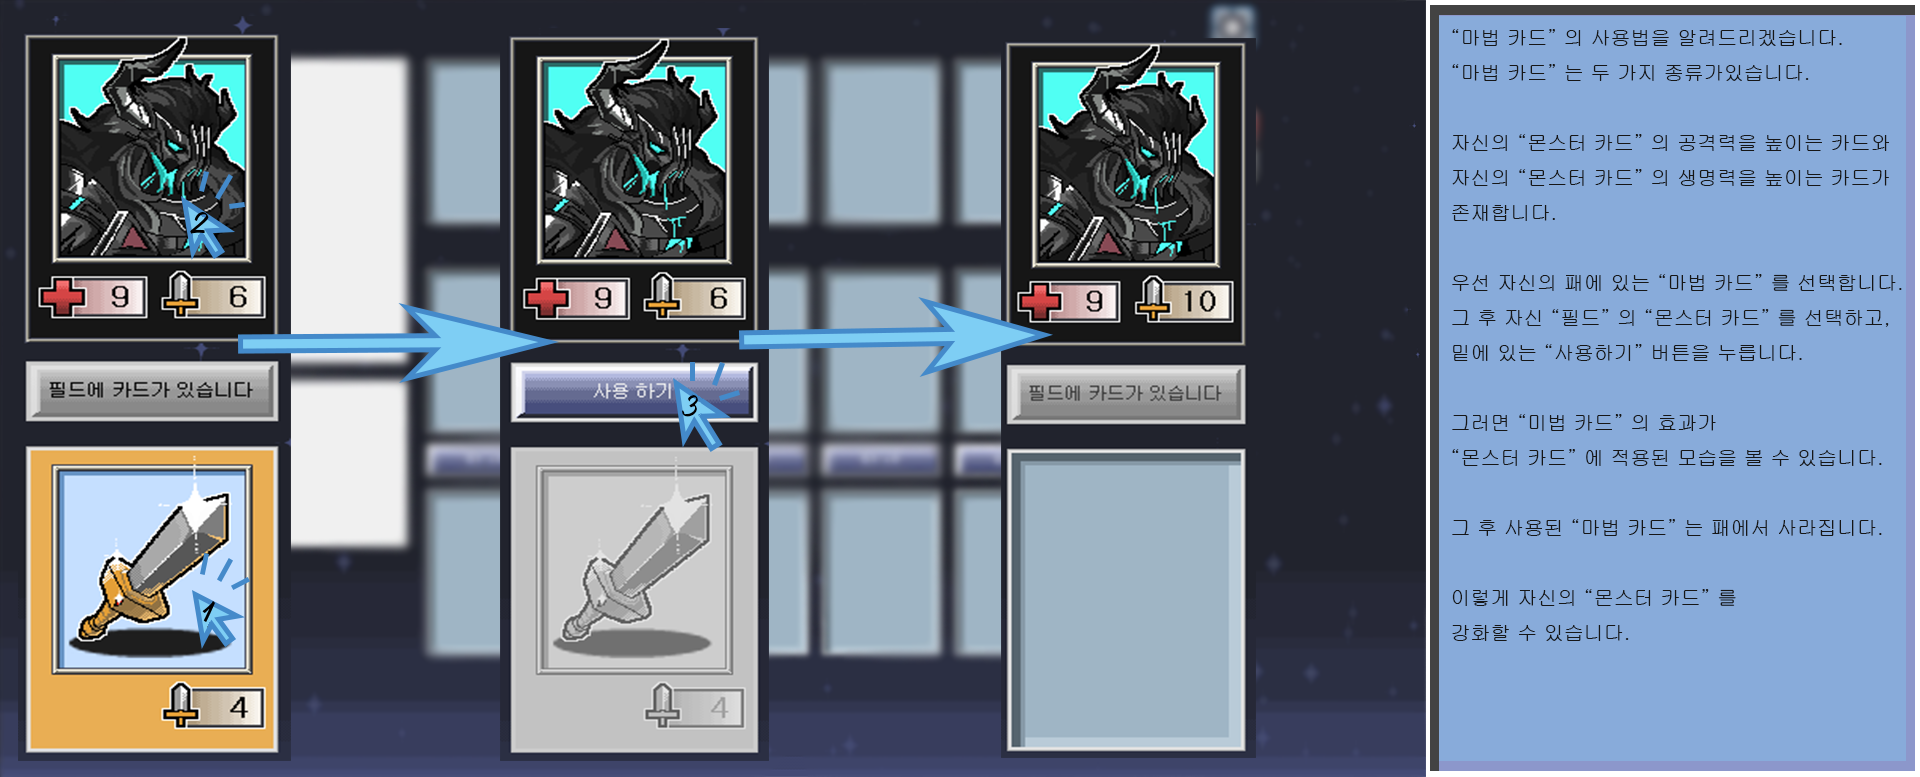 2
9
6
9
6
9
10
필드에 카드가 있습니다
사용 하기
3
필드에 카드가 있습니다
1
4
4
“마법 카드” 의 사용법을 알려드리겠습니다.
“마법 카드” 는 두 가지 종류가있습니다.
자신의 “몬스터 카드” 의 공격력을 높이는 카드와
자신의 “몬스터 카드” 의 생명력을 높이는 카드가
존재합니다.
우선 자신의 패에 있는 “마법 카드” 를 선택합니다.
그 후 자신 “필드” 의 “몬스터 카드” 를 선택하고,
밑에 있는 “사용하기” 버튼을 누릅니다.
그러면 “미법 카드” 의 효과가
“몬스터 카드” 에 적용된 모습을 볼 수 있습니다.
그 후 사용된 “마법 카드” 는 패에서 사라집니다.
이렇게 자신의 “몬스터 카드” 를
강화할 수 있습니다.